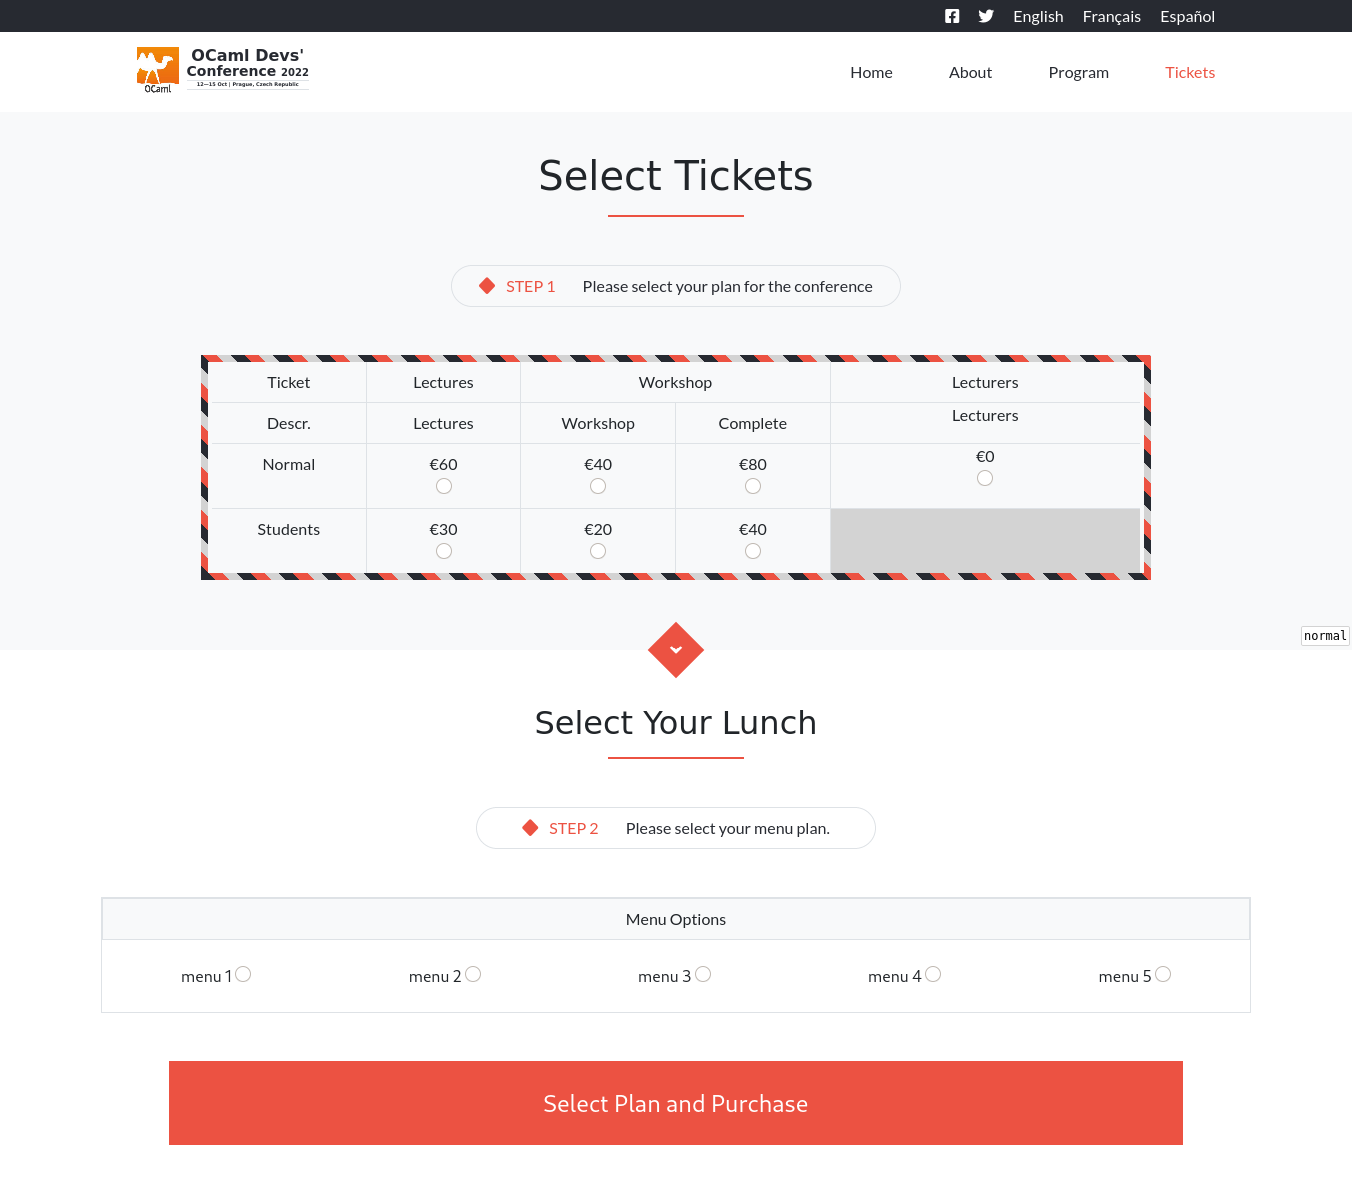 English Français Español
OCaml Devs'
Conference 2022
12—15 Oct | Prague, Czech Republic
OCaml
Home About Program Tickets
Select Tickets
STEP 1 Please select your plan for the conference
Ticket Lectures Workshop Lecturers
Descr. Lectures Workshop Complete Lecturers
Normal €60 €40 €80 €0
Students €30 €20 €40
normal
Select Your Lunch
STEP 2 Please select your menu plan.
Menu Options
menu 1 menu 2 menu 3 menu 4 menu 5
Select Plan and Purchase